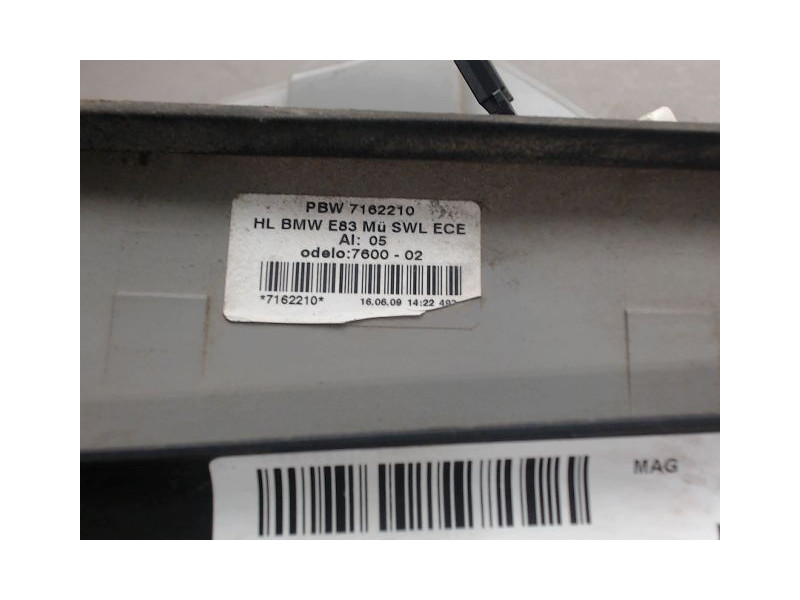 PBW 7162210
HL BMW E83 Mü SWL ECE
AI: 05
odelo:7600 - 02
*7162210*
16.06.09 14:22
MAG